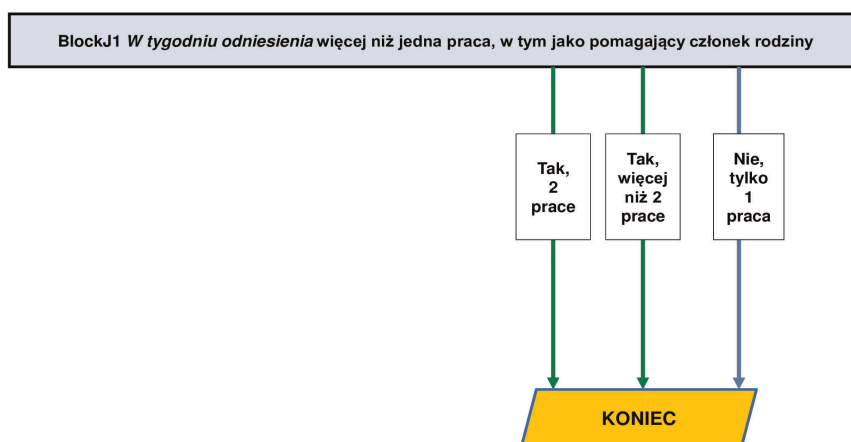 BlockJ1 W tygodniu odniesienia więcej niż jedna praca, w tym jako pomagający członek rodziny
Tak,
2
prace
Tak,
więcej
niż 2
prace
Nie,
tylko
1
praca
KONIEC